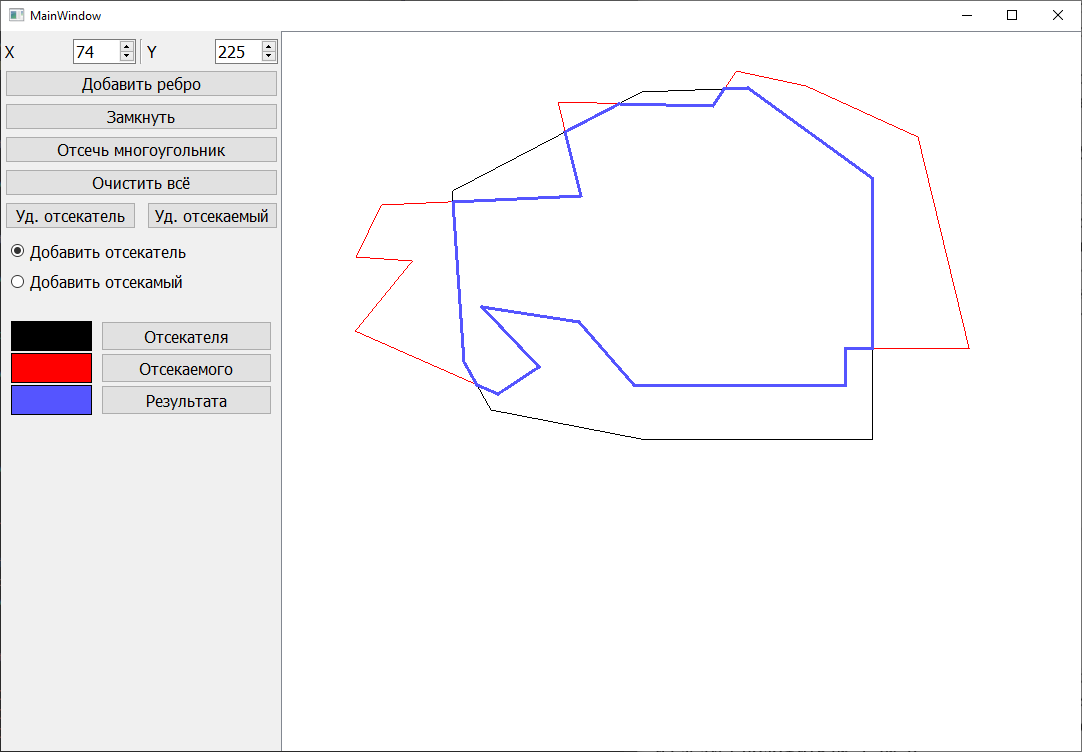 MainWindow
X 74 Y 225
Добавить ребро
Замкнуть
Отсечь многоугольник
Очистить всё
Уд. отсекатель Уд. отсекаемый
Добавить отсекатель
Добавить отсекамый
Отсекателя
Отсекаемого
Результата